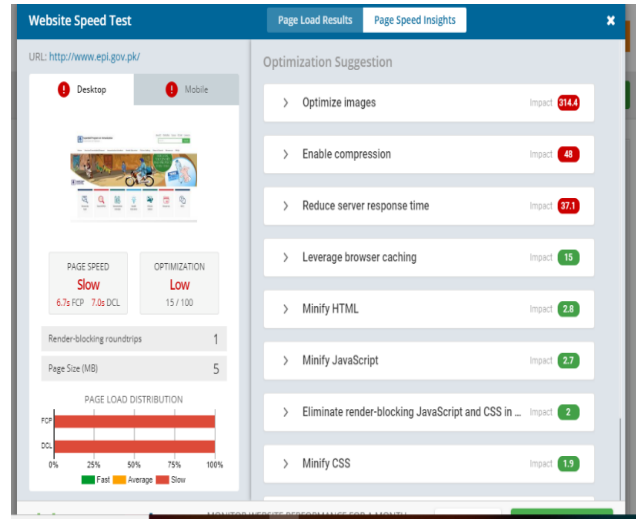 Website Speed Test
Page Load Results
Page Speed Insights
URL: http://www.epi.gov.pk/
Desktop
Mobile
PAGE SPEED
Slow
6.7s FCP 7.0s DCL
OPTIMIZATION
Low
15 / 100
Render-blocking roundtrips 1
Page Size (MB) 5
PAGE LOAD DISTRIBUTION
FCP
DCL
0% 25% 50% 75% 100%
Fast Average Slow
Optimization Suggestion
Optimize images Impact 314.4
Enable compression Impact 48
Reduce server response time Impact 37.1
Leverage browser caching Impact 15
Minify HTML Impact 2.8
Minify JavaScript Impact 2.7
Eliminate render-blocking JavaScript and CSS in ... Impact 2
Minify CSS Impact 1.9
MONITOR WEBSITE PERFORMANCE FOR A MONTH